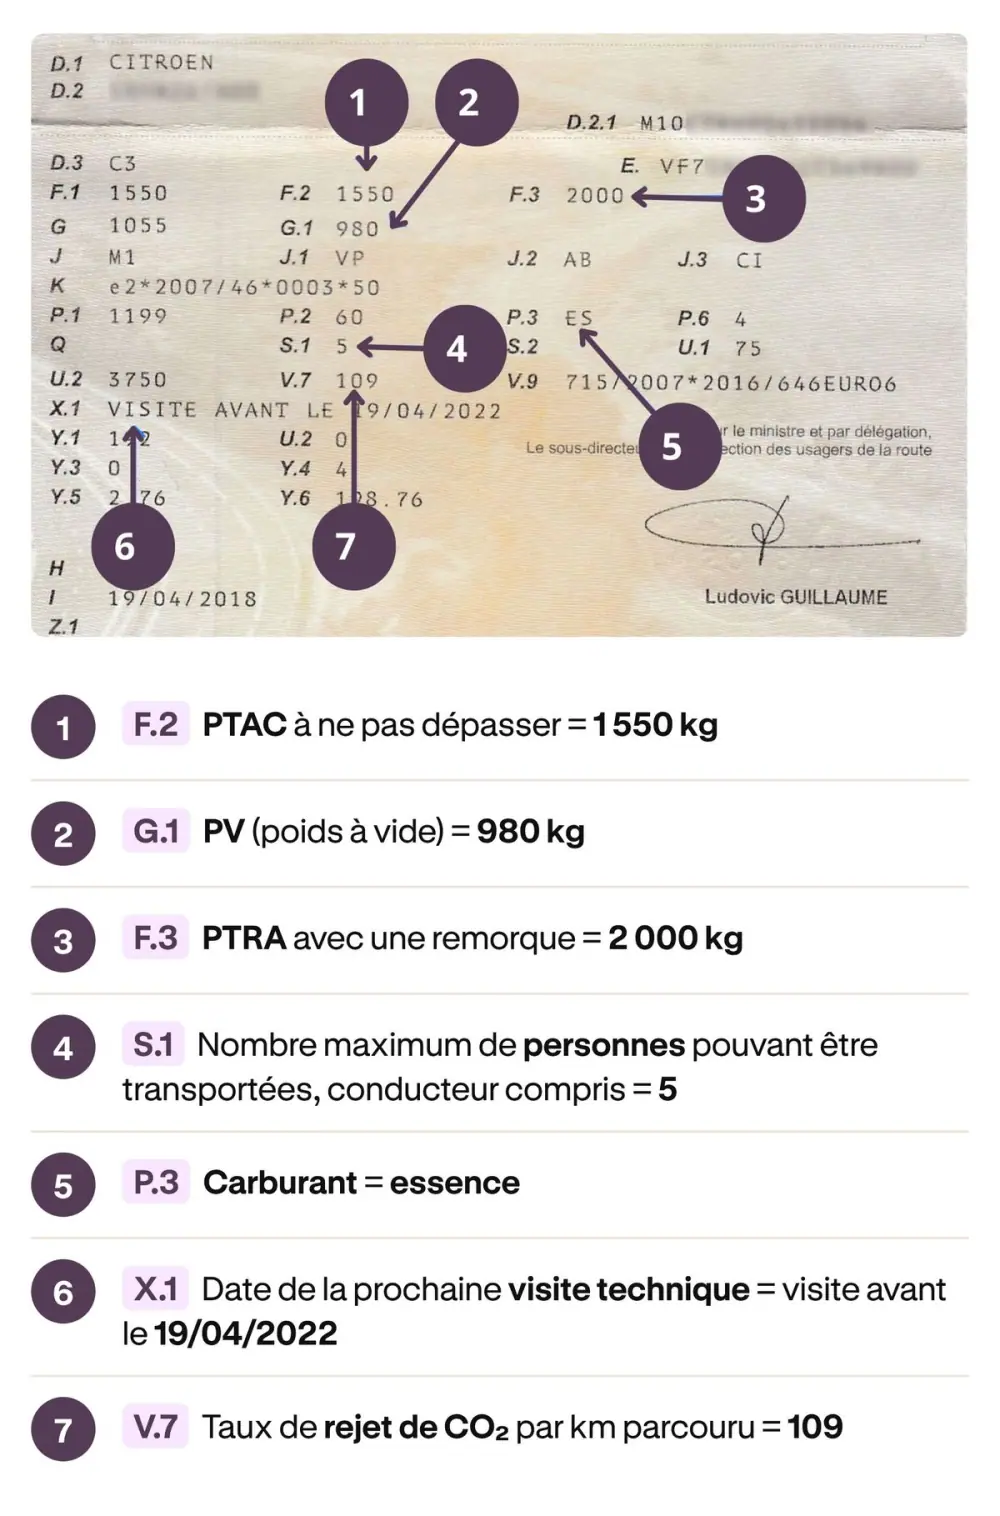 D.1 CITROEN
D.2
1 2
D.2.1 M10
D.3 C3 E. VF7
F.1 1550 F.2 1550 F.3 2000 3
G 1055 G.1 980
J M1 J.1 VP J.2 AB J.3 CI
K e2*2007/46*0003*50
P.1 1199 P.2 60 P.3 ES P.6 4
Q S.1 5 4 S.2 U.1 75
U.2 3750 V.7 109 V.9 715/2007*2016/646EURO6
X.1 VISITE AVANT LE 19/04/2022
Y.1 U.2 0 r le ministre et par délégation,
Le sous-directe 5 ection des usagers de la route
Y.3 0 Y.4 4
Y.5 Y.6
6 7
H
I 19/04/2018 Ludovic GUILLAUME
Z.1
1 F.2 PTAC à ne pas dépasser = 1 550 kg
2 G.1 PV (poids à vide) = 980 kg
3 F.3 PTRA avec une remorque = 2 000 kg
4 S.1 Nombre maximum de personnes pouvant être
transportées, conducteur compris = 5
5 P.3 Carburant = essence
6 X.1 Date de la prochaine visite technique = visite avant
le 19/04/2022
7 V.7 Taux de rejet de CO₂ par km parcouru = 109